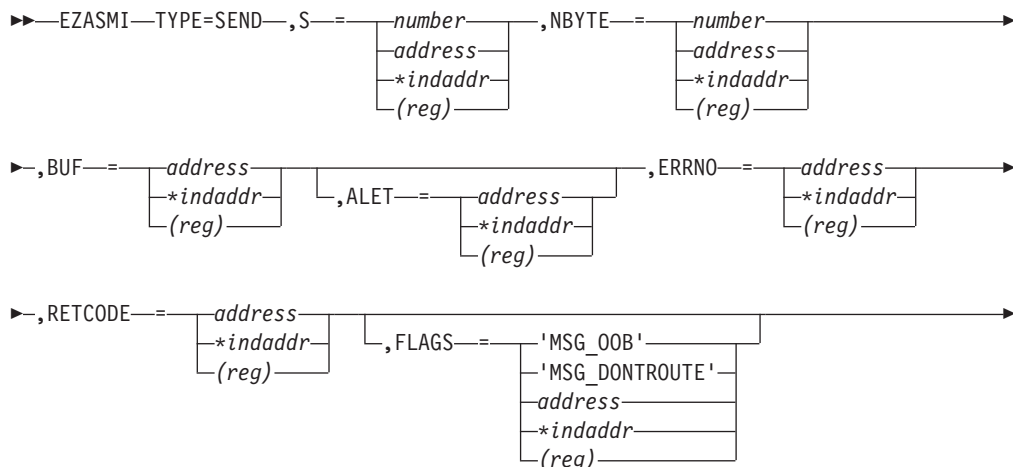 EZASMI TYPE=SEND ,S = number ,NBYTE = number
address address
*indaddr *indaddr
(reg) (reg)
,BUF = address ,ERRNO = address
*indaddr ,ALET = address *indaddr
(reg) *indaddr (reg)
(reg)
,RETCODE = address
*indaddr ,FLAGS = 'MSG_OOB'
(reg) 'MSG_DONTROUTE'
address
*indaddr
(reg)